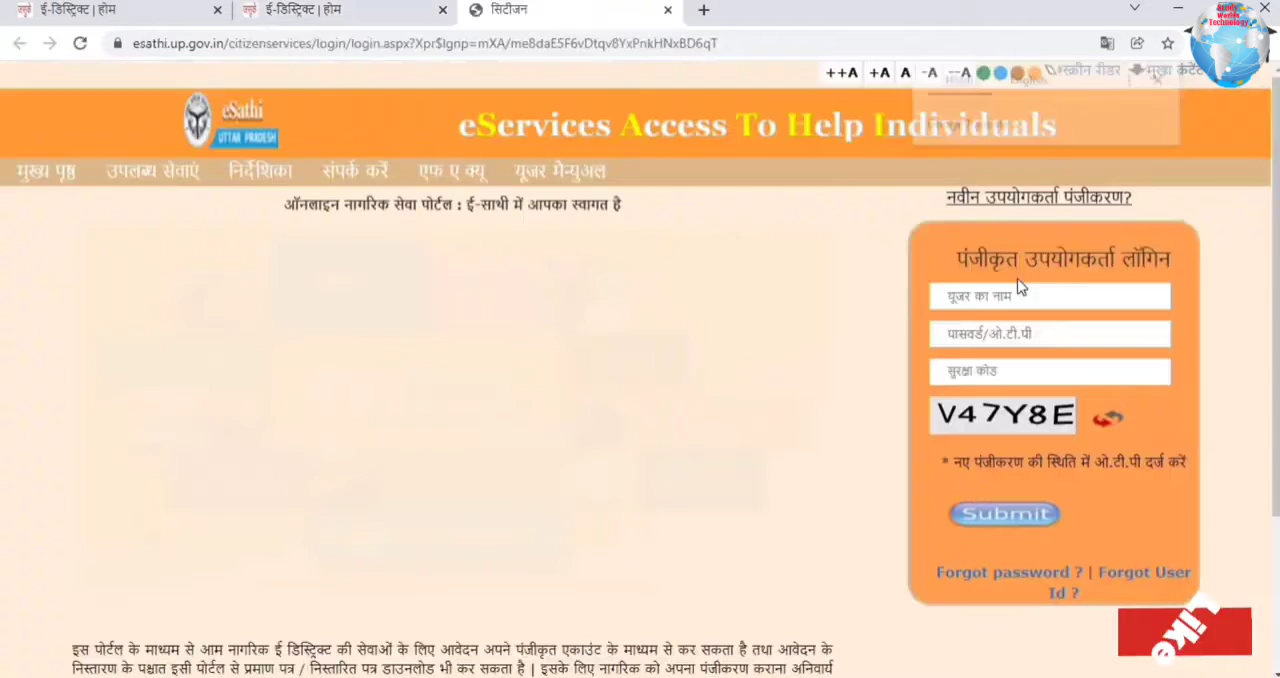 ई-डिस्ट्रिक्ट | होम
ई-डिस्ट्रिक्ट | होम
सिटीजन
esathi.up.gov.in/citizenservices/login/login.aspx?Xpr$Ignp=mXA/me8daE5F6vDtqv8YxPnkHNxBD6qT
Ready Worlds Technology
++A +A A -A --A स्क्रीन रीडर मुख्य कंटेंट
eSathi
UTTAR PRADESH
eServices Access To Help Individuals
मुख्य पृष्ठ उपलब्ध सेवाएं निर्देशिका संपर्क करें एफ ए क्यू यूजर मैन्युअल
ऑनलाइन नागरिक सेवा पोर्टल : ई-साथी में आपका स्वागत है
नवीन उपयोगकर्ता पंजीकरण?
पंजीकृत उपयोगकर्ता लॉगिन
यूजर का नाम
पासवर्ड/ओ.टी.पी
सुरक्षा कोड
V47Y8E
* नए पंजीकरण की स्थिति में ओ.टी.पी दर्ज करें
Submit
Forgot password ? | Forgot User
Id ?
Like
इस पोर्टल के माध्यम से आम नागरिक ई डिस्ट्रिक्ट की सेवाओं के लिए आवेदन अपने पंजीकृत एकाउंट के माध्यम से कर सकता है तथा आवेदन के
निस्तारण के पश्चात इसी पोर्टल से प्रमाण पत्र / निस्तारित पत्र डाउनलोड भी कर सकता है | इसके लिए नागरिक को अपना पंजीकरण कराना अनिवार्य